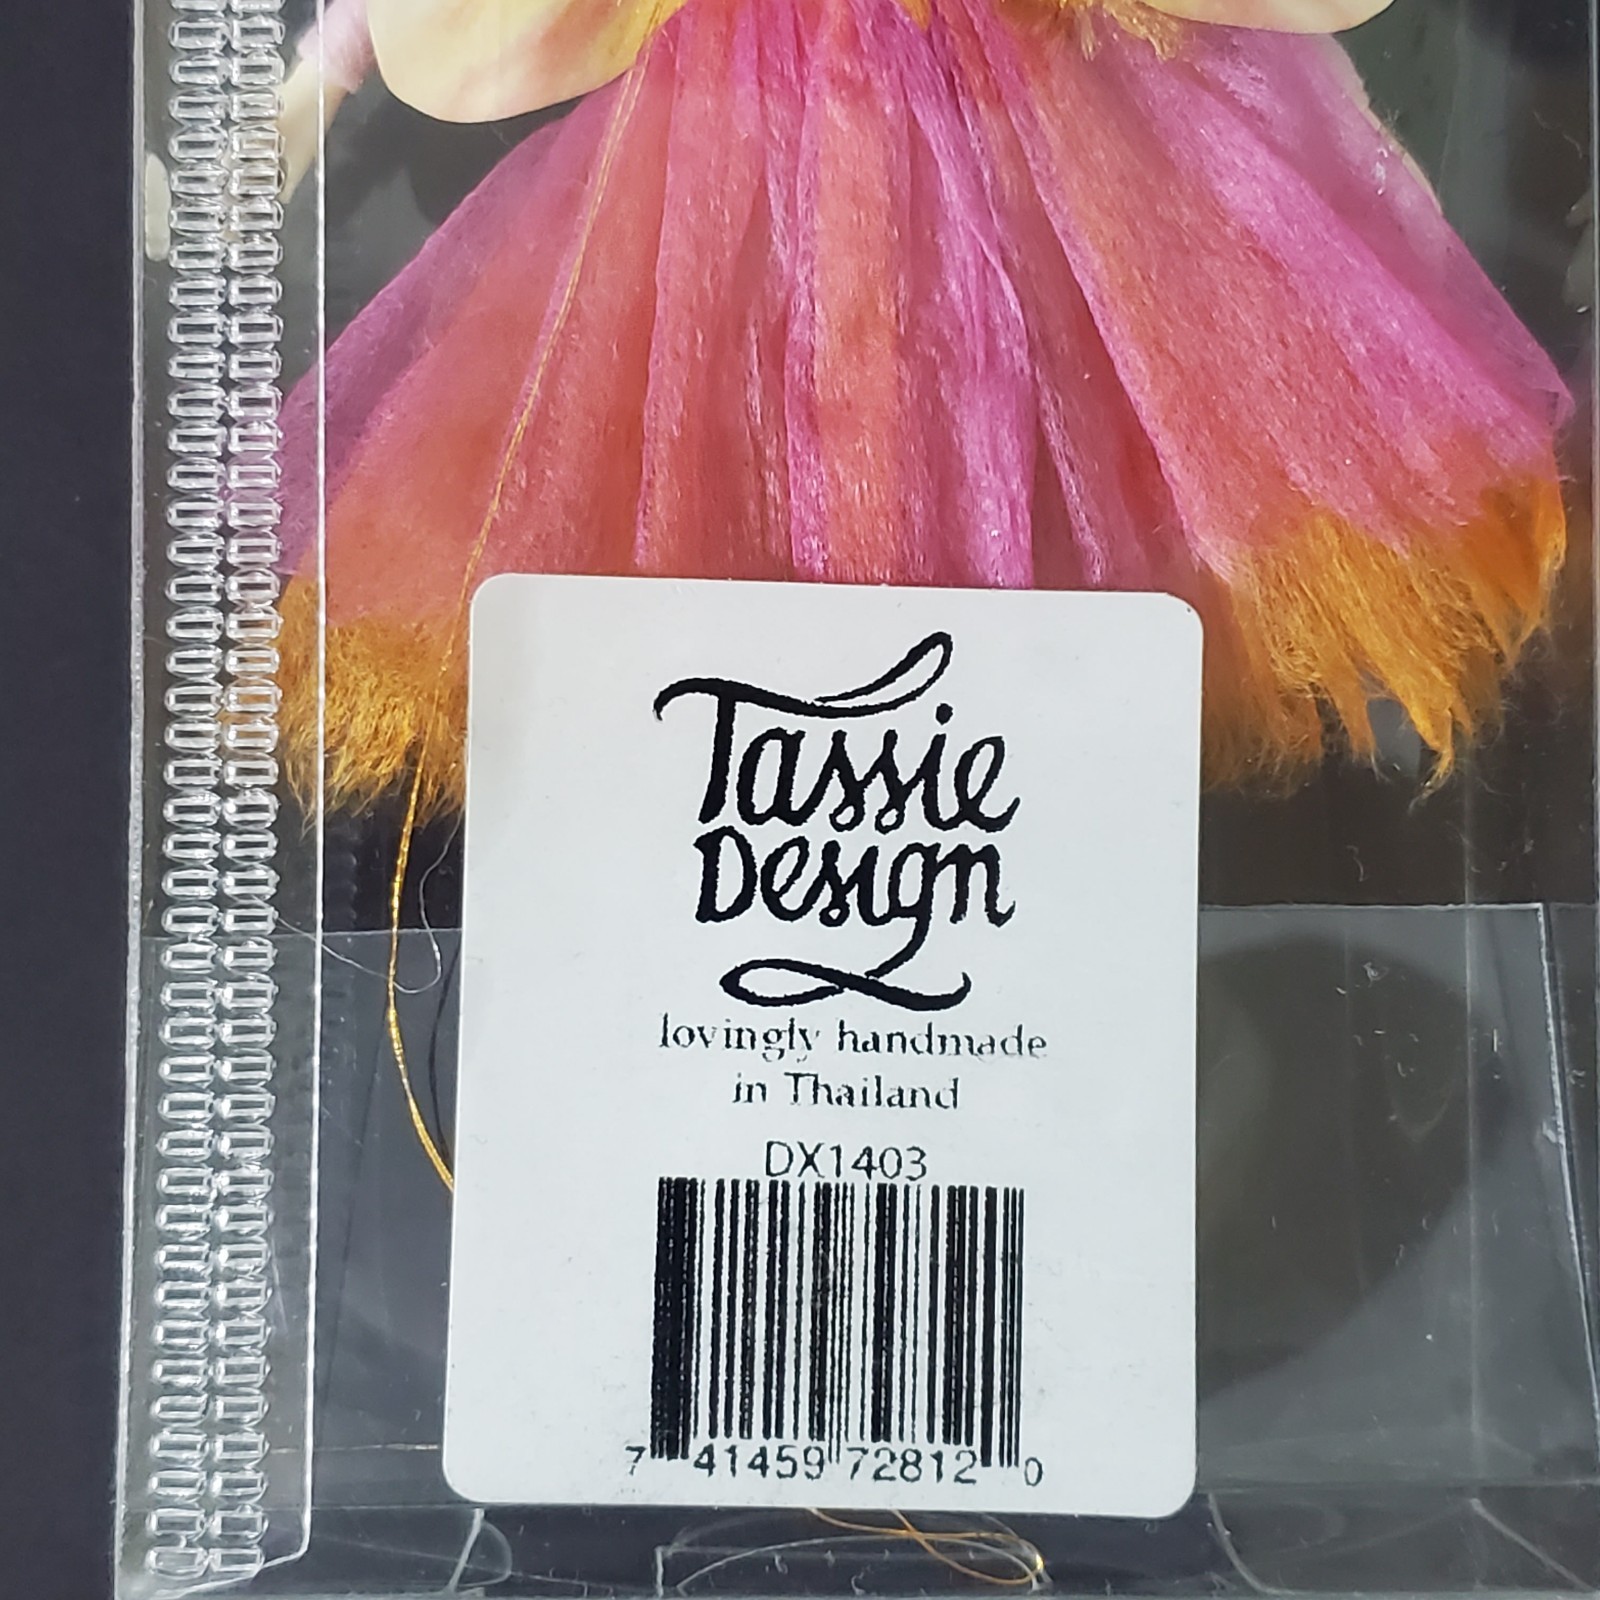 Tassie
Design
lovingly handmade
in Thailand
DX1403
7 41459 72812 0